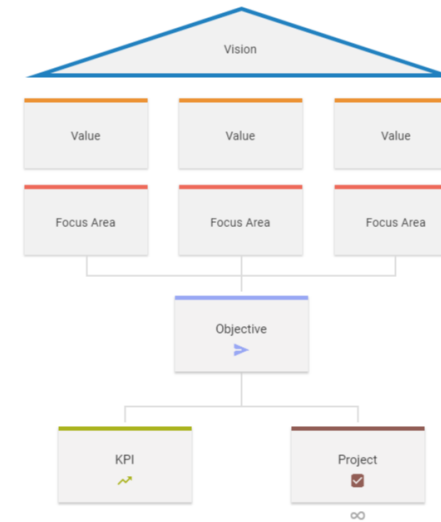 Vision
Value Value Value
Focus Area Focus Area Focus Area
Objective
KPI Project